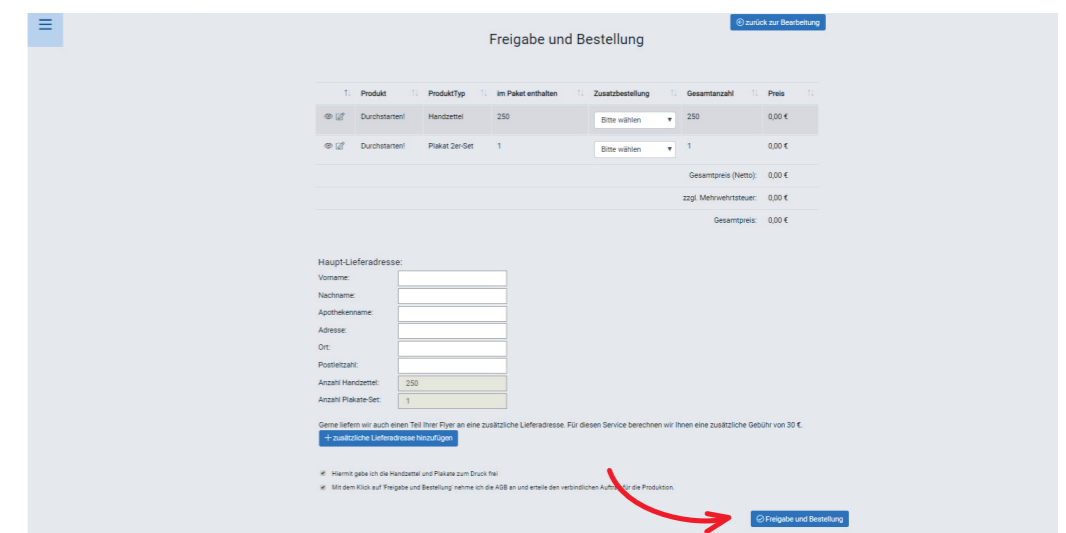 zurück zur Bearbeitung
Freigabe und Bestellung
Produkt ProduktTyp im Paket enthalten Zusatzbestellung Gesamtanzahl Preis
Durchstarten! Handzettel 250 Bitte wählen 250 0,00 €
Durchstarten! Plakat 2er-Set 1 Bitte wählen 1 0,00 €
Gesamtpreis (Netto): 0,00 €
zzgl. Mehrwehrtsteuer: 0,00 €
Gesamtpreis: 0,00 €
Haupt-Lieferadresse:
Vorname:
Nachname:
Apothekenname:
Adresse:
Ort:
Postleitzahl:
Anzahl Handzettel: 250
Anzahl Plakate-Set: 1
Gerne liefern wir auch einen Teil Ihrer Flyer an eine zusätzliche Lieferadresse. Für diesen Service berechnen wir Ihnen eine zusätzliche Gebühr von 30 €.
+ zusätzliche Lieferadresse hinzufügen
Hiermit gebe ich die Handzettel und Plakate zum Druck frei
Mit dem Klick auf 'Freigabe und Bestellung' nehme ich die AGB an und erteile den verbindlichen Auftrag für die Produktion.
Freigabe und Bestellung